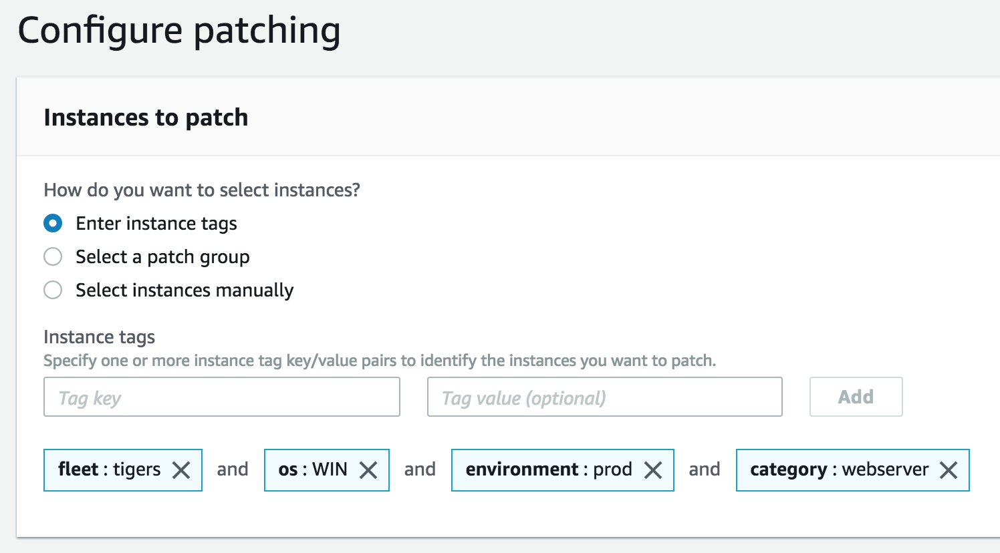 Configure patching
Instances to patch
How do you want to select instances?
Enter instance tags
Select a patch group
Select instances manually
Instance tags
Specify one or more instance tag key/value pairs to identify the instances you want to patch.
Tag key Tag value (optional) Add
fleet : tigers and os : WIN and environment : prod and category : webserver